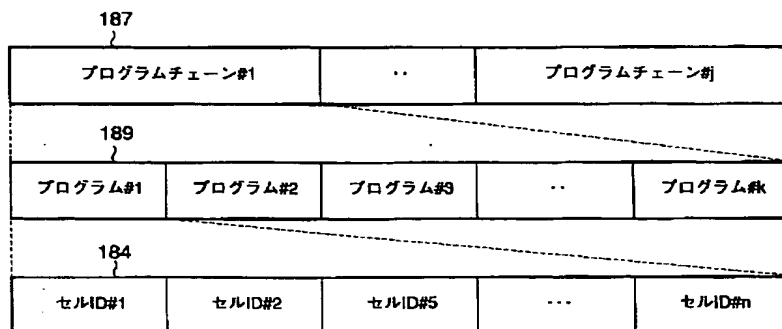 187
プログラムチェーン#1 ・・ プログラムチェーン#j
189
プログラム#1 プログラム#2 プログラム#3 ・・ プログラム#k
184
セルID#1 セルID#2 セルID#5 ・・・ セルID#n